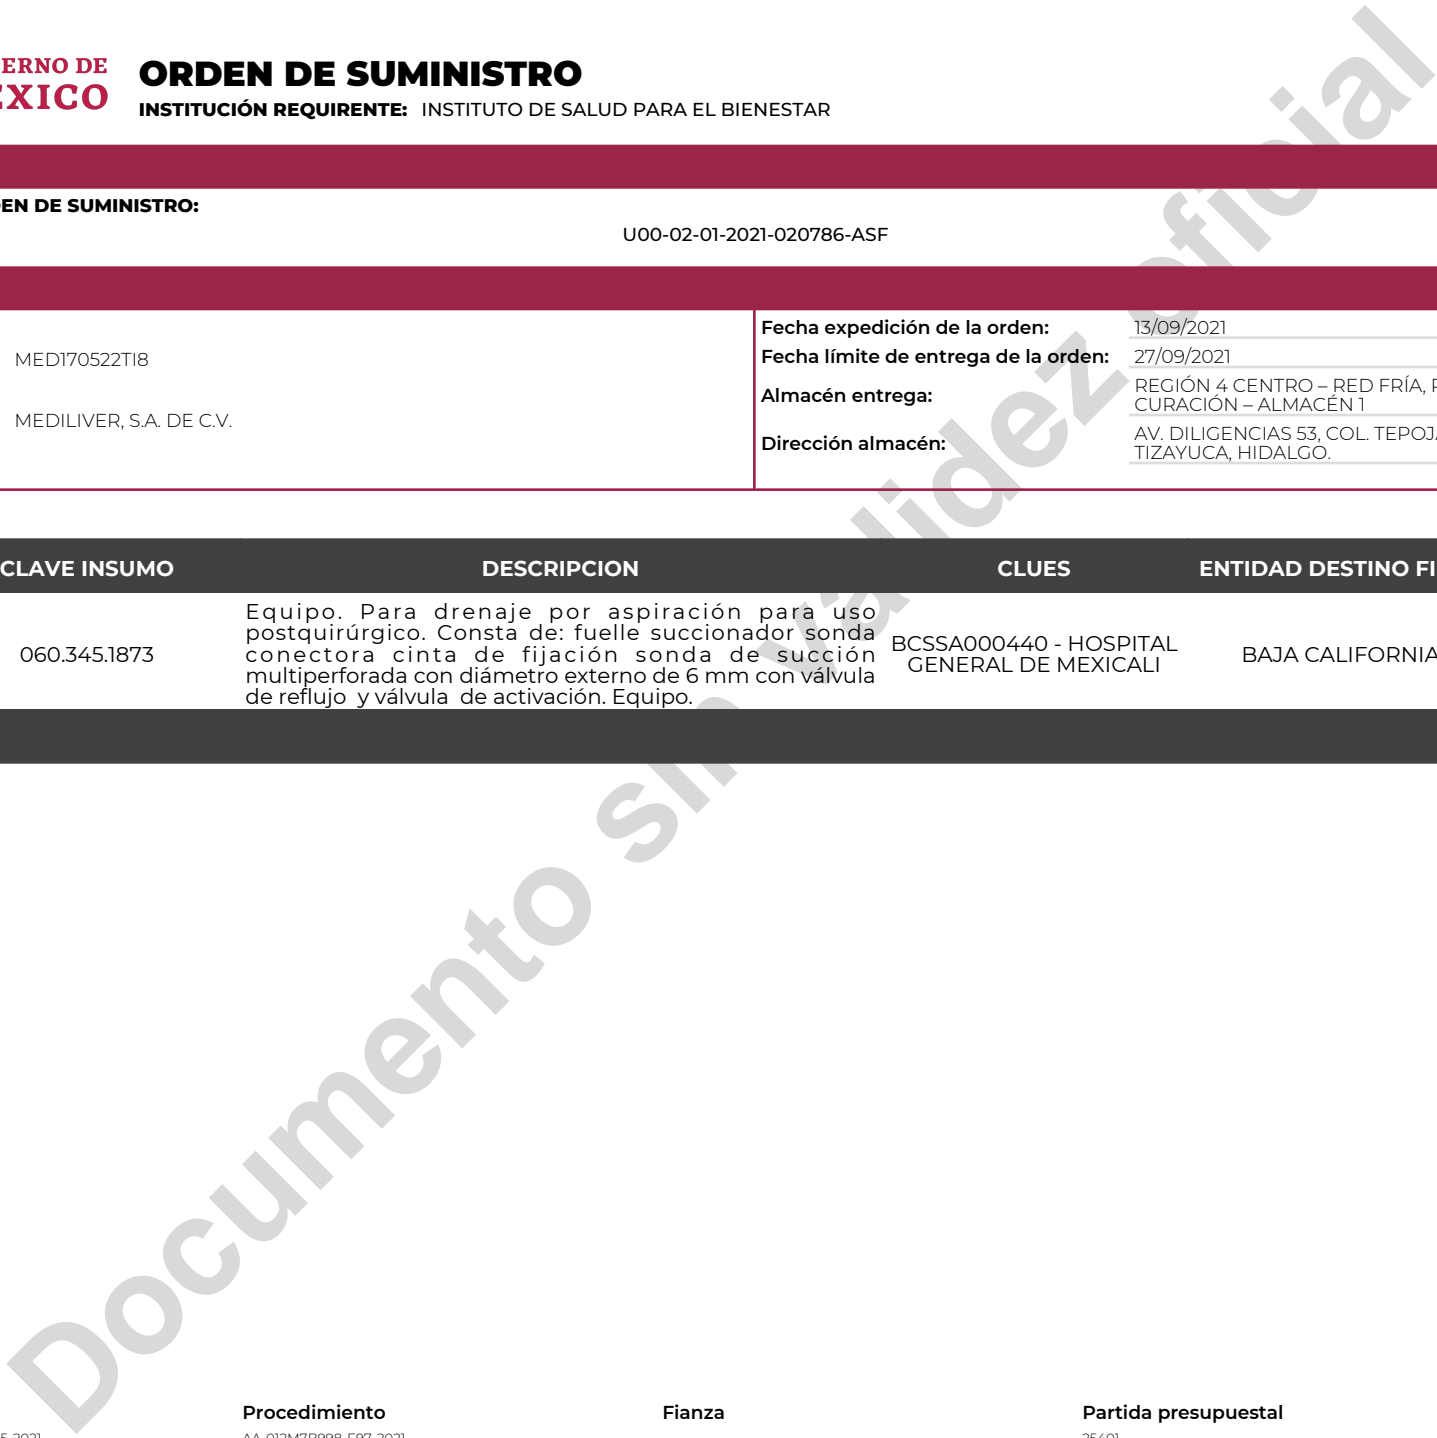 ORDEN DE SUMINISTRO
INSTITUCIÓN REQUIRENTE: INSTITUTO DE SALUD PARA EL BIENESTAR
DE SUMINISTRO:
U00-02-01-2021-020786-ASF
MED170522TI8
MEDILIVER, S.A. DE C.V.
Fecha expedición de la orden: 13/09/2021
Fecha límite de entrega de la orden: 27/09/2021
Almacén entrega: REGIÓN 4 CENTRO – RED FRÍA,
CURACIÓN – ALMACÉN 1
Dirección almacén: AV. DILIGENCIAS 53, COL.
TIZAYUCA, HIDALGO.
CLAVE INSUMO DESCRIPCION CLUES ENTIDAD DESTINO
060.345.1873
Equipo. Para drenaje por aspiración para uso
postquirúrgico. Consta de: fuelle succionador sonda
conectora cinta de fijación sonda de succión
multiperforada con diámetro externo de 6 mm con válvula
de reflujo y válvula de activación. Equipo.
BCSSA000440 - HOSPITAL
GENERAL DE MEXICALI
BAJA CALIFORNIA
Documento sin validez oficial
Procedimiento Fianza Partida presupuestal